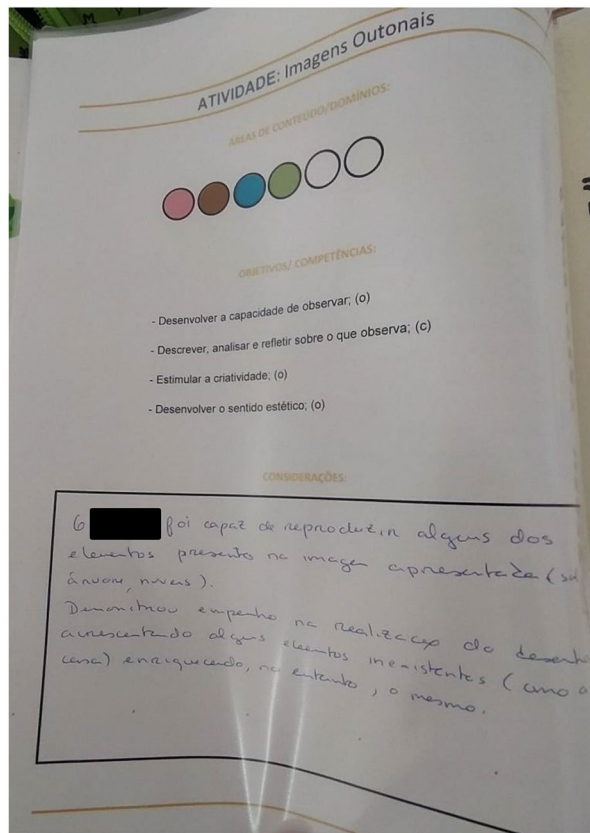 ATIVIDADE: Imagens Outonais
ÁREAS DE CONTEÚDO/DOMÍNIOS:
OBJETIVOS/ COMPETÊNCIAS:
- Desenvolver a capacidade de observar; (o)
- Descrever, analisar e refletir sobre o que observa; (c)
- Estimular a criatividade; (o)
- Desenvolver o sentido estético; (o)
CONSIDERAÇÕES:
O foi capaz de reproduzir alguns dos
elementos presentes na imagem apresentada (sol
árvore, nuvens).
Demonstrou empenho na realização do desenho
acrescentando alguns elementos inexistentes (como a
casa) enriquecendo, no entanto, o mesmo.